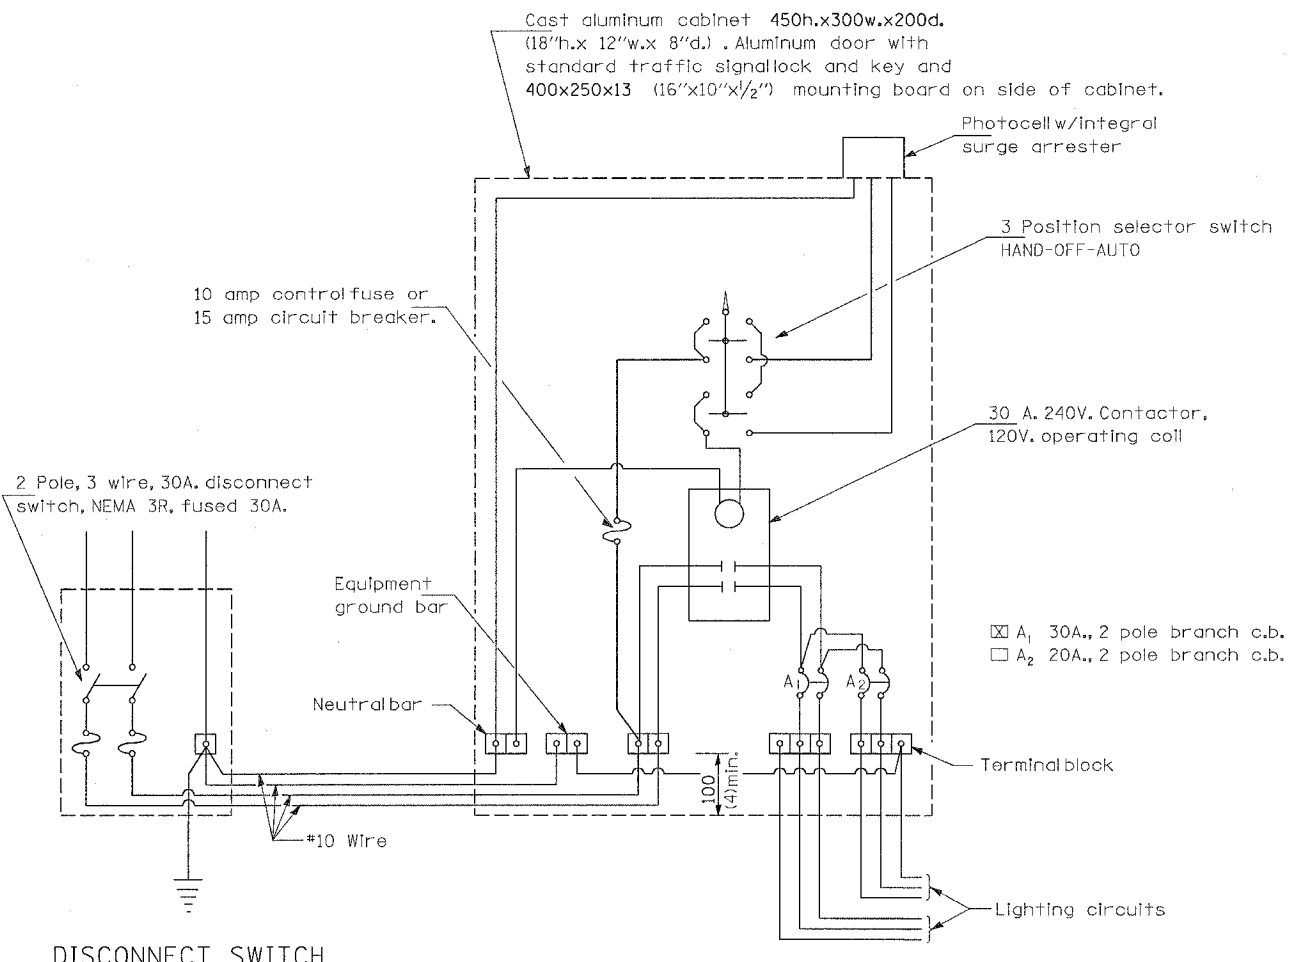 Cast aluminum cabinet 450h.x300w.x200d.
(18"h.x 12"w.x 8"d.) . Aluminum door with
standard traffic signal lock and key and
400x250x13 (16"x10"x1/2") mounting board on side of cabinet.
Photocell w/integral
surge arrester
3 Position selector switch
HAND-OFF-AUTO
10 amp control fuse or
15 amp circuit breaker.
30 A. 240V. Contactor,
120V. operating coil
2 Pole, 3 wire, 30A. disconnect
switch, NEMA 3R, fused 30A.
Equipment
ground bar
☒ A1 30A., 2 pole branch c.b.
☐ A2 20A., 2 pole branch c.b.
A1
A2
Neutral bar
Terminal block
100
(4)min.
#10 Wire
Lighting circuits
DISCONNECT SWITCH